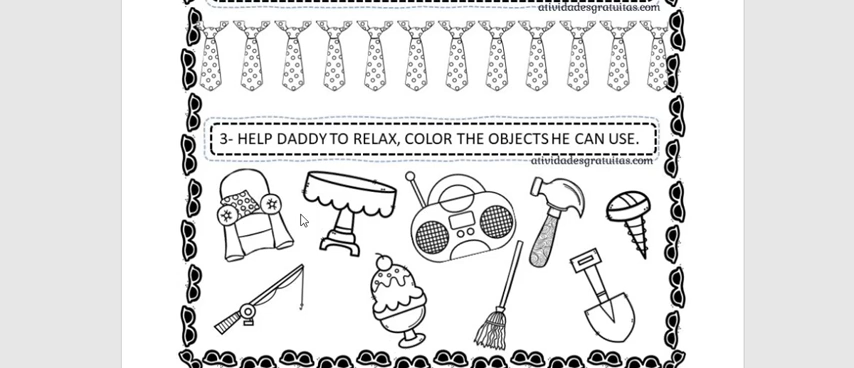 atividadesgratuitas.com
3- HELP DADDY TO RELAX, COLOR THE OBJECTS HE CAN USE.
atividadesgratuitas.com